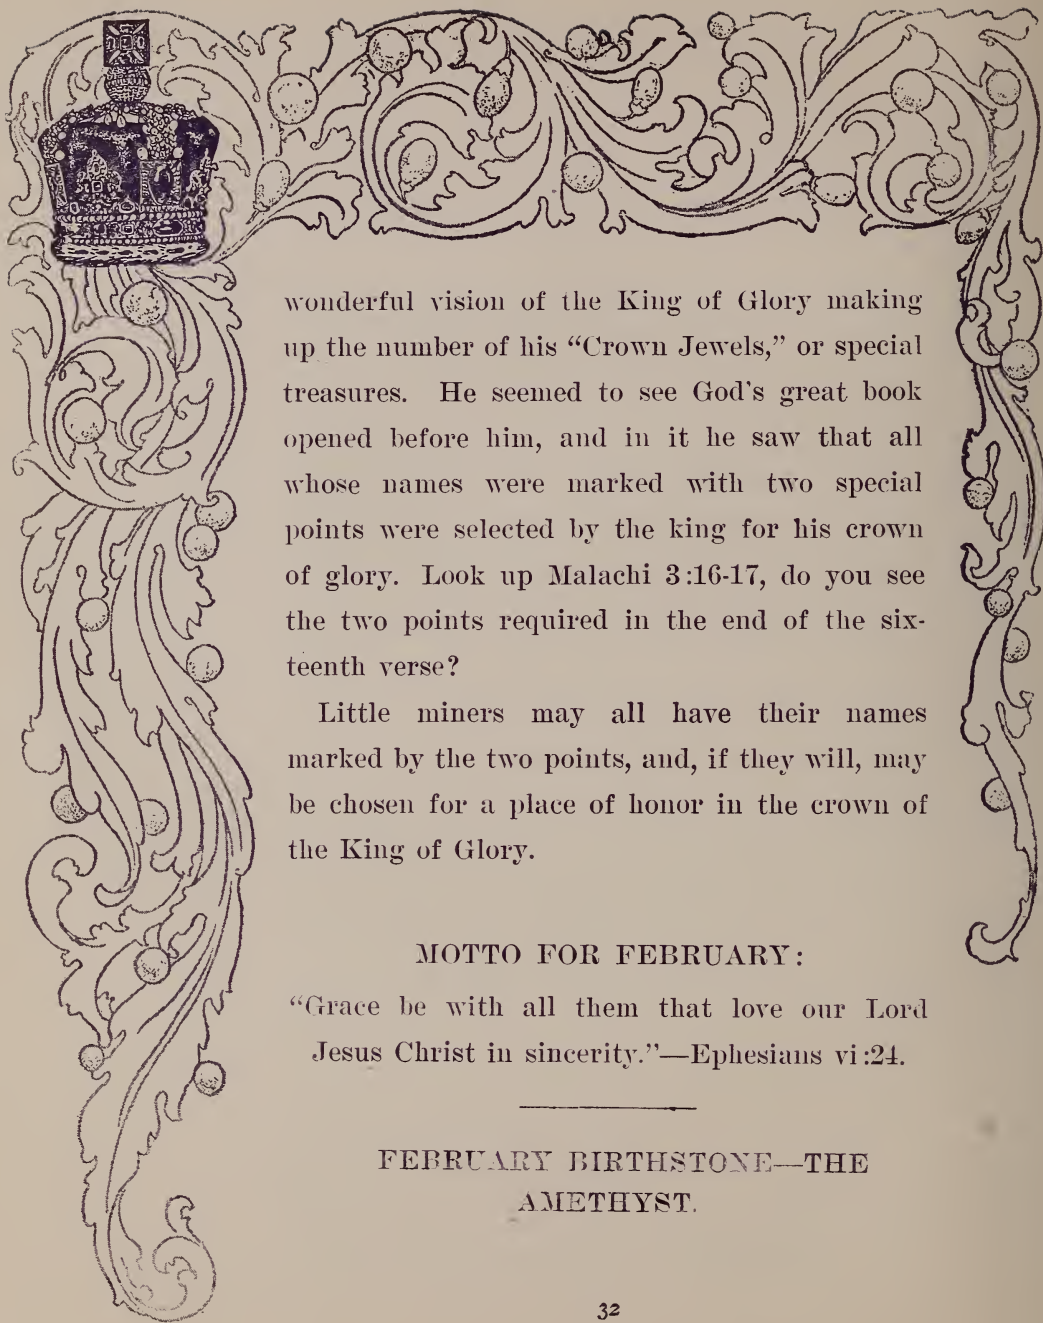 wonderful vision of the King of Glory making
up the number of his “Crown Jewels,” or special
treasures. He seemed to see God's great book
opened before him, and in it he saw that all
whose names were marked with two special
points were selected by the king for his crown
of glory. Look up Malachi 3:16-17, do you see
the two points required in the end of the six-
teenth verse?
Little miners may all have their names
marked by the two points, and, if they will, may
be chosen for a place of honor in the crown of
the King of Glory.
MOTTO FOR FEBRUARY:
“Grace be with all them that love our Lord
Jesus Christ in sincerity.”—Ephesians vi:24.
FEBRUARY BIRTHSTONE—THE
AMETHYST.
32